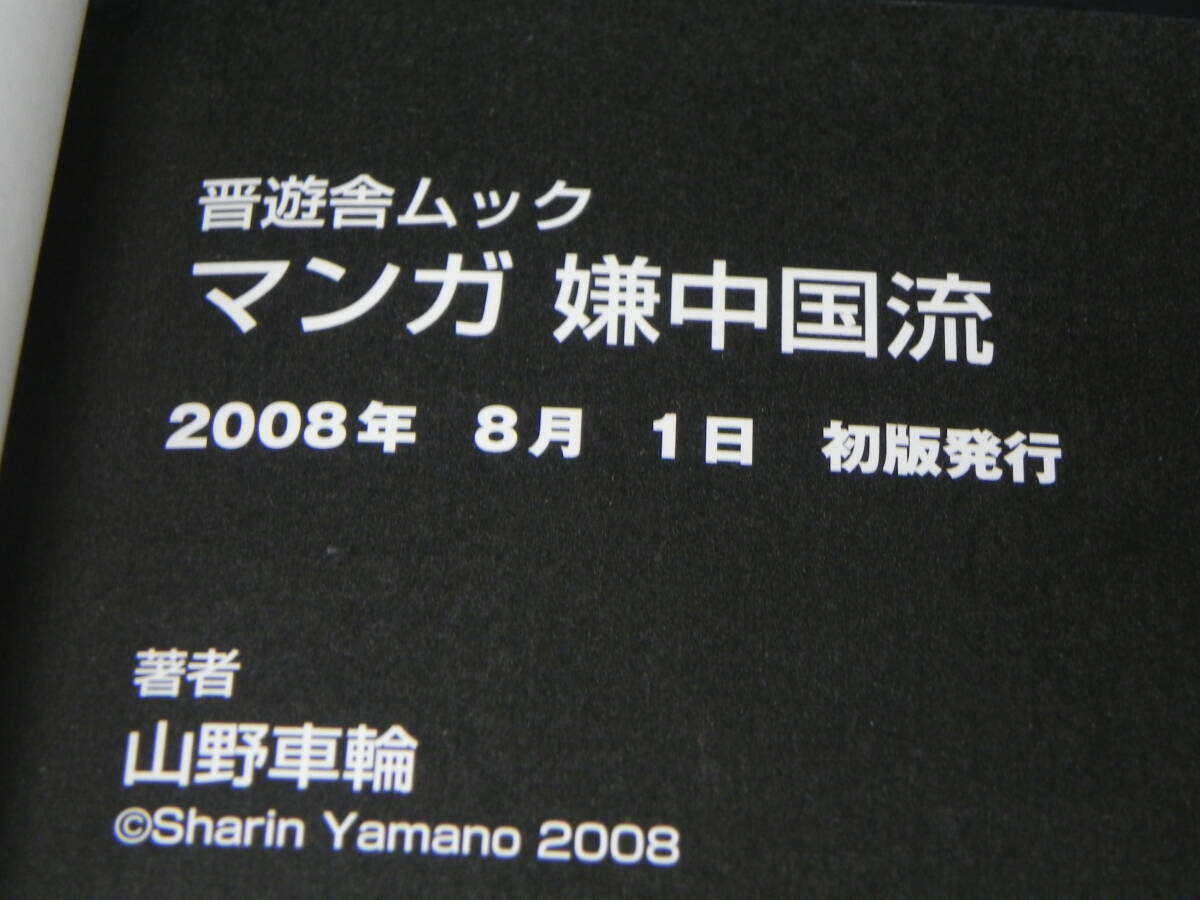 晋遊舎ムック
マンガ 嫌中国流
2008年 8月 1日 初版発行
著者
山野車輪
©Sharin Yamano 2008